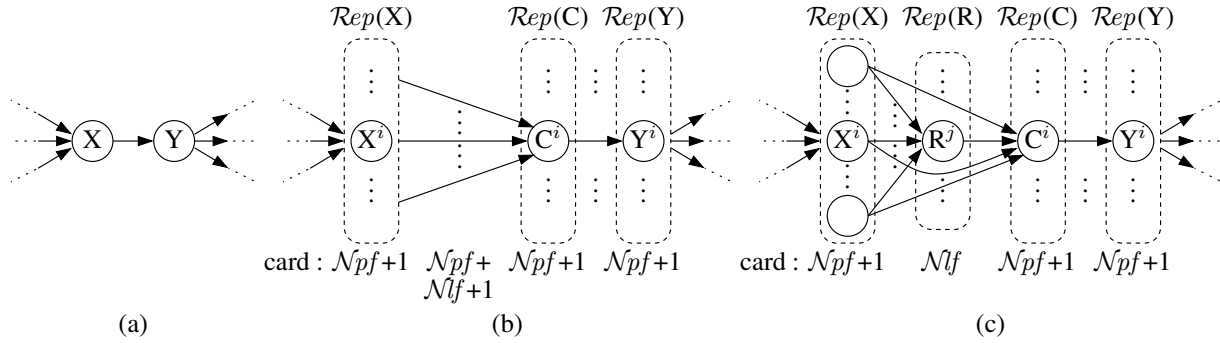 Rep(X) Rep(C) Rep(Y) Rep(X) Rep(R) Rep(C) Rep(Y)
X Y X^i C^i Y^i X^i R^j C^i Y^i
card : Npf+1 Npf+ Npf+1 Npf+1 card : Npf+1 Nlf Npf+1 Npf+1
Nlf+1
(a) (b) (c)